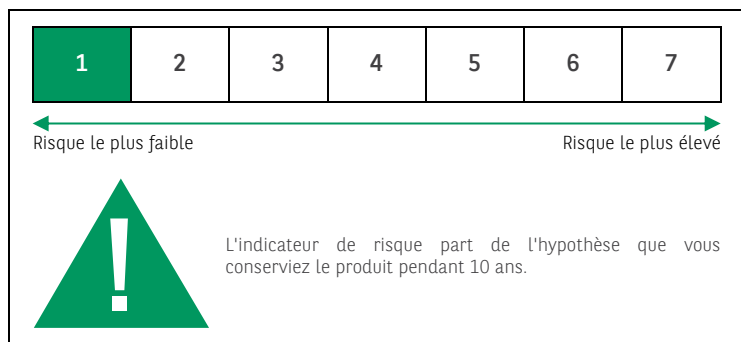 1 2 3 4 5 6 7
Risque le plus faible Risque le plus élevé
!
L'indicateur de risque part de l'hypothèse que vous
conserviez le produit pendant 10 ans.